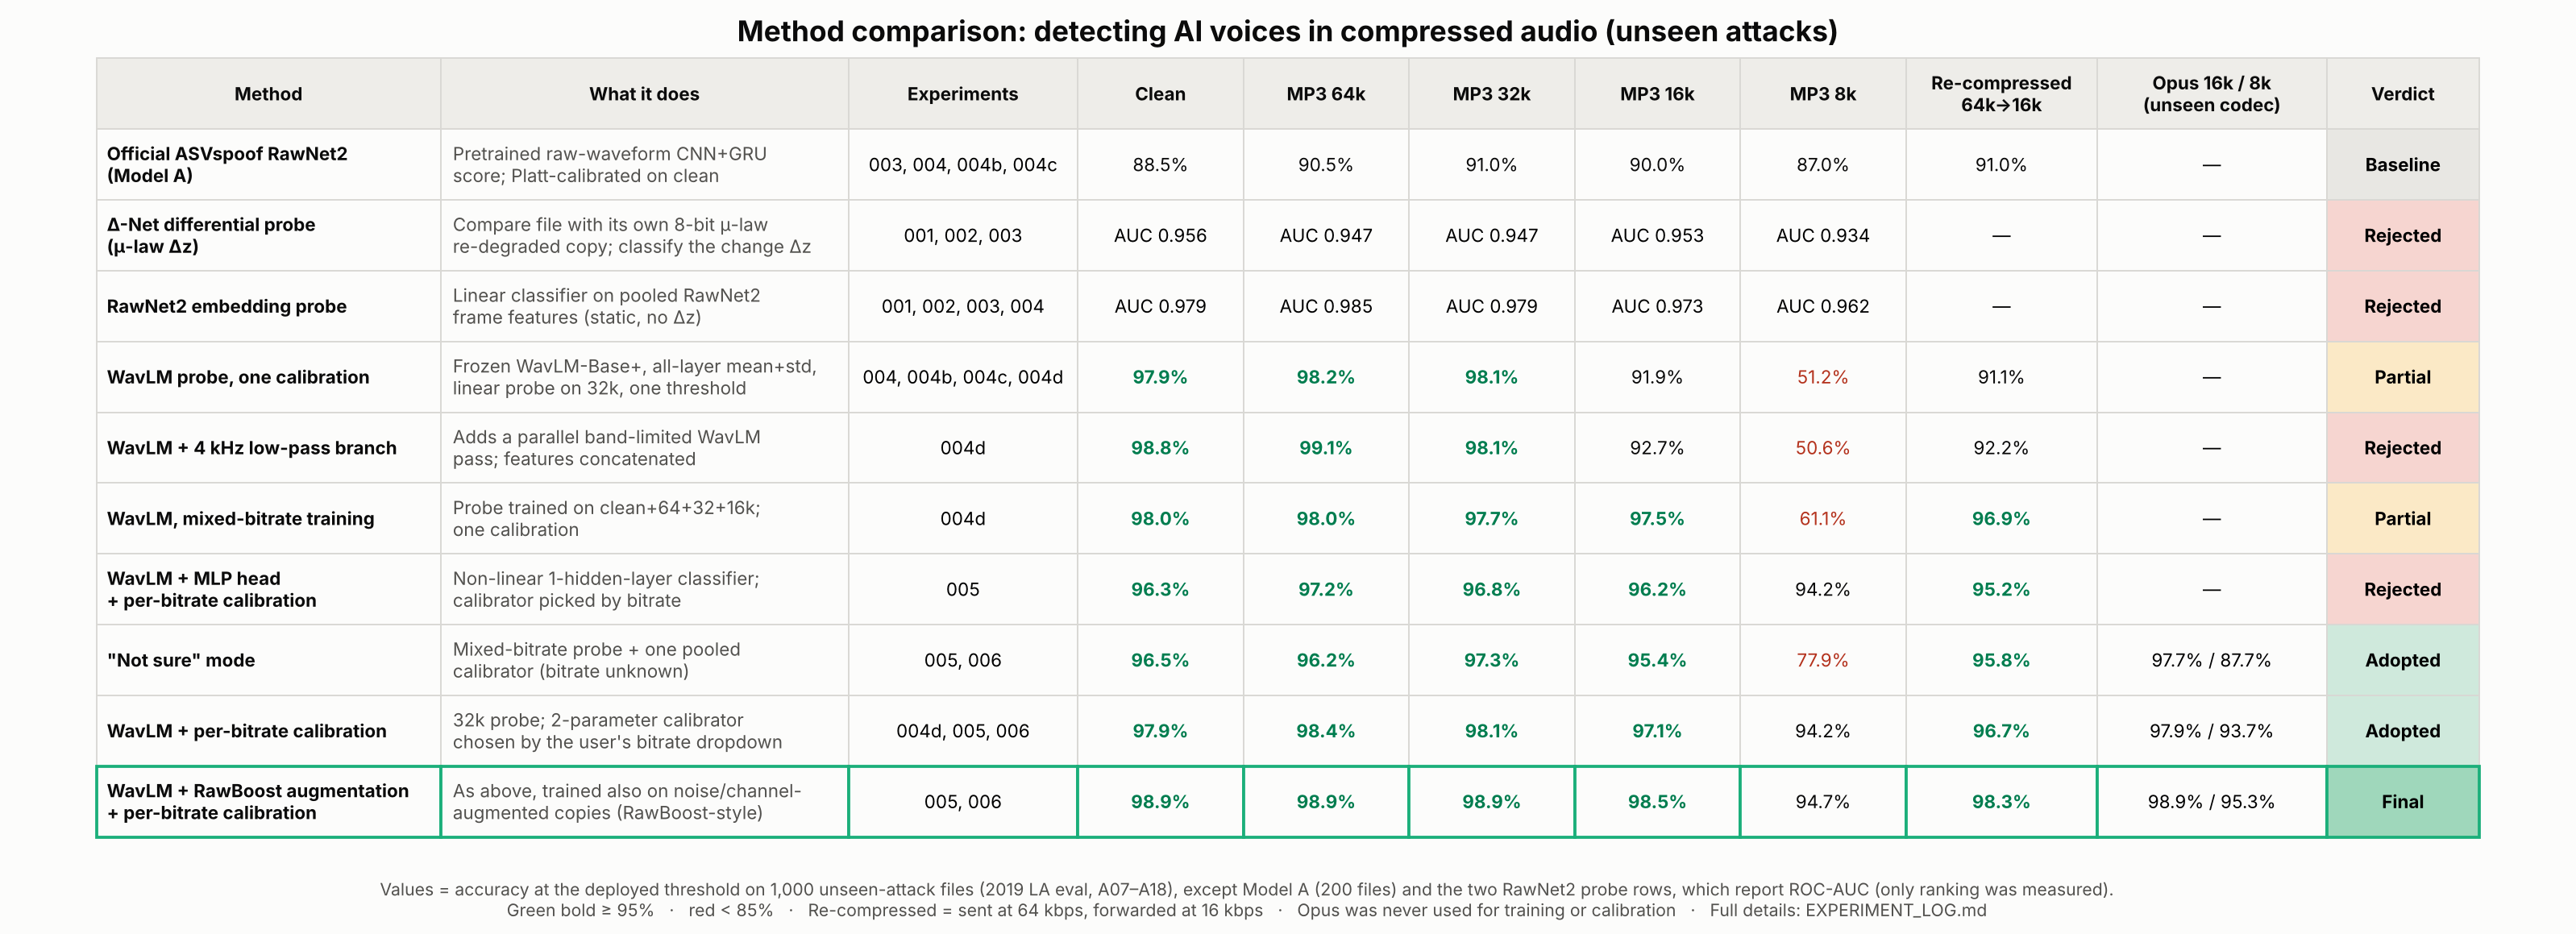 Method comparison: detecting AI voices in compressed audio (unseen attacks)
Method What it does Experiments Clean MP3 64k MP3 32k MP3 16k MP3 8k Re-compressed 64k→16k Opus 16k / 8k (unseen codec) Verdict
Official ASVspoof RawNet2 (Model A) Pretrained raw-waveform CNN+GRU score; Platt-calibrated on clean 003, 004, 004b, 004c 88.5% 90.5% 91.0% 90.0% 87.0% 91.0% — Baseline
Δ-Net differential probe (μ-law Δz) Compare file with its own 8-bit μ-law re-degraded copy; classify the change Δz 001, 002, 003 AUC 0.956 AUC 0.947 AUC 0.947 AUC 0.953 AUC 0.934 — — Rejected
RawNet2 embedding probe Linear classifier on pooled RawNet2 frame features (static, no Δz) 001, 002, 003, 004 AUC 0.979 AUC 0.985 AUC 0.979 AUC 0.973 AUC 0.962 — — Rejected
WavLM probe, one calibration Frozen WavLM-Base+, all-layer mean+std, linear probe on 32k, one threshold 004, 004b, 004c, 004d 97.9% 98.2% 98.1% 91.9% 51.2% 91.1% — Partial
WavLM + 4 kHz low-pass branch Adds a parallel band-limited WavLM pass; features concatenated 004d 98.8% 99.1% 98.1% 92.7% 50.6% 92.2% — Rejected
WavLM, mixed-bitrate training Probe trained on clean+64+32+16k; one calibration 004d 98.0% 98.0% 97.7% 97.5% 61.1% 96.9% — Partial
WavLM + MLP head + per-bitrate calibration Non-linear 1-hidden-layer classifier; calibrator picked by bitrate 005 96.3% 97.2% 96.8% 96.2% 94.2% 95.2% — Rejected
"Not sure" mode Mixed-bitrate probe + one pooled calibrator (bitrate unknown) 005, 006 96.5% 96.2% 97.3% 95.4% 77.9% 95.8% 97.7% / 87.7% Adopted
WavLM + per-bitrate calibration 32k probe; 2-parameter calibrator chosen by the user's bitrate dropdown 004d, 005, 006 97.9% 98.4% 98.1% 97.1% 94.2% 96.7% 97.9% / 93.7% Adopted
WavLM + RawBoost augmentation + per-bitrate calibration As above, trained also on noise/channel-augmented copies (RawBoost-style) 005, 006 98.9% 98.9% 98.9% 98.5% 94.7% 98.3% 98.9% / 95.3% Final
Values = accuracy at the deployed threshold on 1,000 unseen-attack files (2019 LA eval, A07–A18), except Model A (200 files) and the two RawNet2 probe rows, which report ROC-AUC (only ranking was measured).
Green bold ≥ 95% · red < 85% · Re-compressed = sent at 64 kbps, forwarded at 16 kbps · Opus was never used for training or calibration · Full details: EXPERIMENT_LOG.md